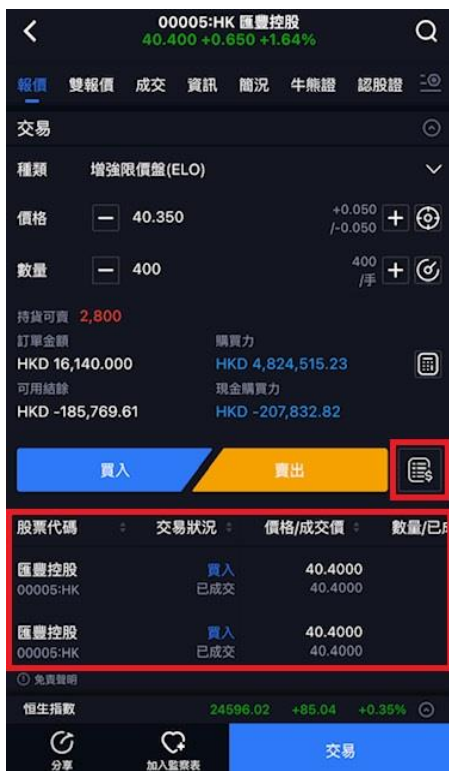 00005:HK 匯豐控股
40.400 +0.650 +1.64%
報價 雙報價 成交 資訊 簡況 牛熊證 認股證
交易
種類 增強限價盤(ELO)
價格 40.350 +0.050
/-0.050
數量 400 400
/手
持貨可賣 2,800
訂單金額 購買力
HKD 16,140.000 HKD 4,824,515.23
可用結餘 現金購買力
HKD -185,769.61 HKD -207,832.82
買入 賣出
股票代碼 交易狀況 價格/成交價 數量/已
匯豐控股 買入 40.4000
00005:HK 已成交 40.4000
匯豐控股 買入 40.4000
00005:HK 已成交 40.4000
免責聲明
恒生指數 24596.02 +85.04 +0.35%
分享 加入監察表 交易